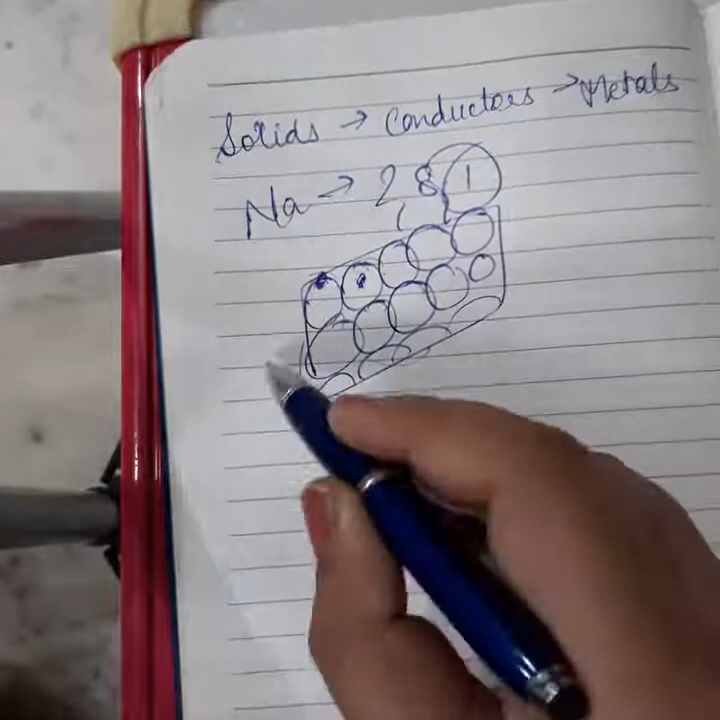 Solids → Conductors → Metals
Na → 2 8 1